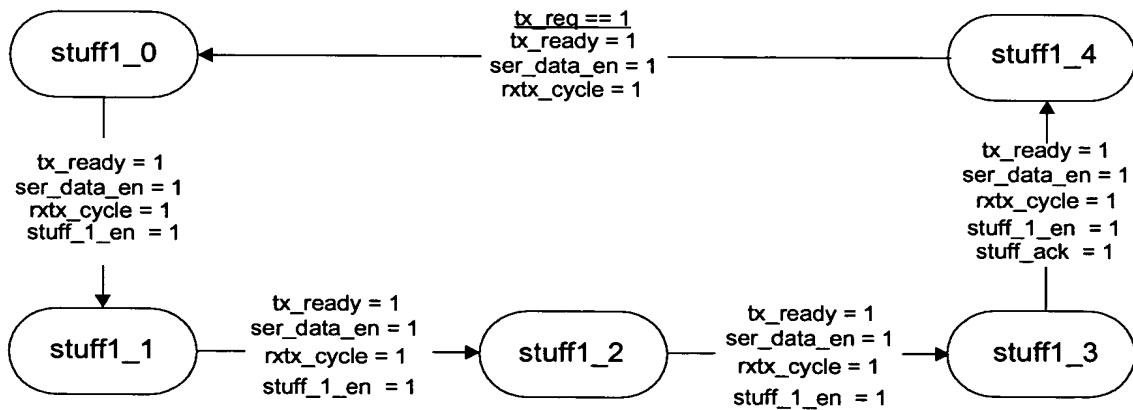 stuff1_0
tx_req == 1
tx_ready = 1
ser_data_en = 1
rxtx_cycle = 1
stuff1_4
tx_ready = 1
ser_data_en = 1
rxtx_cycle = 1
stuff_1_en = 1
tx_ready = 1
ser_data_en = 1
rxtx_cycle = 1
stuff_1_en = 1
stuff_ack = 1
stuff1_1
tx_ready = 1
ser_data_en = 1
rxtx_cycle = 1
stuff_1_en = 1
stuff1_2
tx_ready = 1
ser_data_en = 1
rxtx_cycle = 1
stuff_1_en = 1
stuff1_3